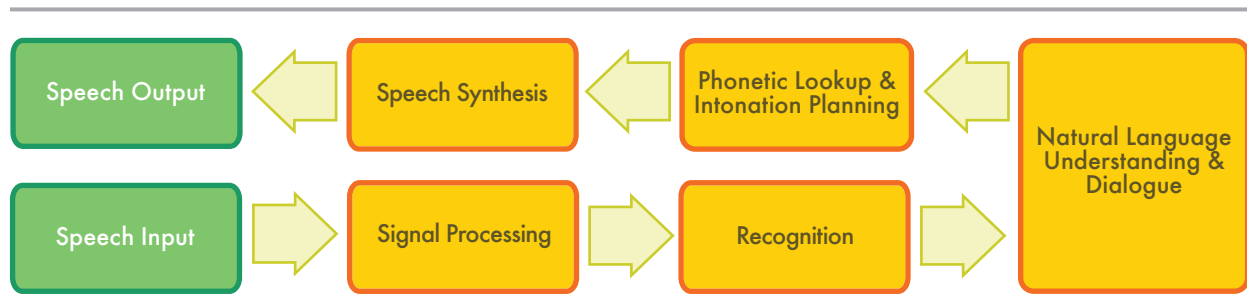 Speech Output
Speech Synthesis
Phonetic Lookup &
Intonation Planning
Natural Language
Understanding &
Dialogue
Speech Input
Signal Processing
Recognition